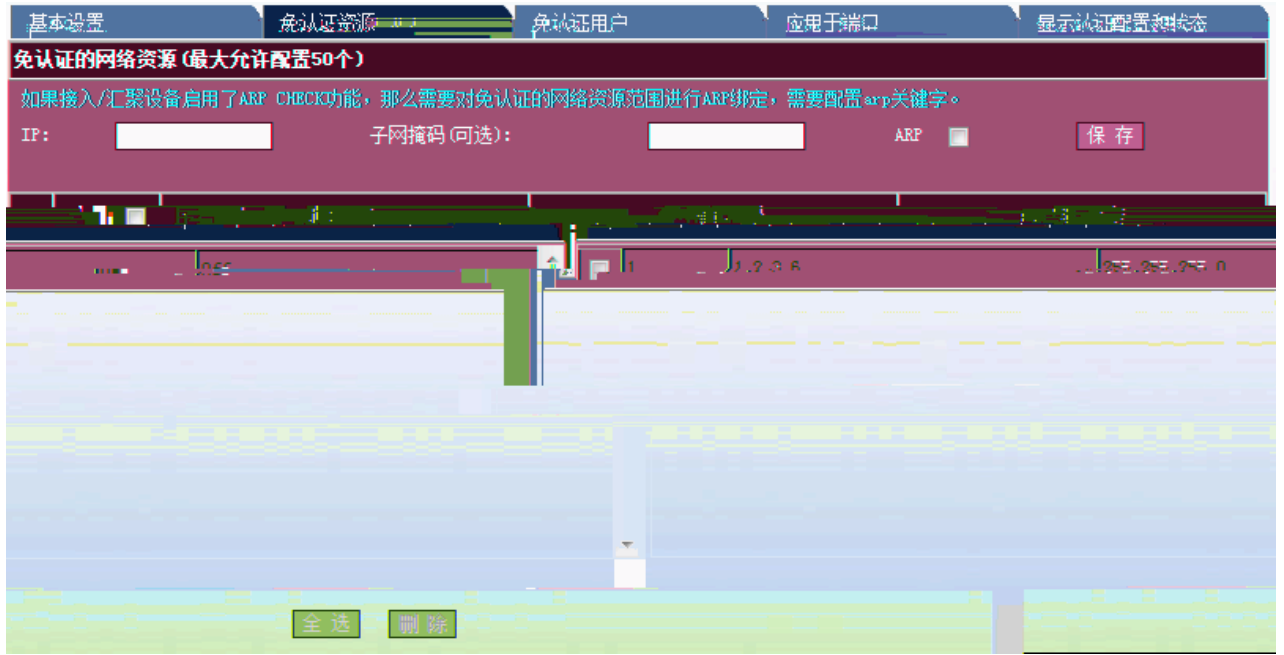 基本设置 免认证资源 免认证用户 应用于端口 显示认证配置和状态
免认证的网络资源(最大允许配置50个)
如果接入/汇聚设备启用了ARP CHECK功能，那么需要对免认证的网络资源范围进行ARP绑定，需要配置arp关键字。
IP: 子网掩码(可选): ARP 保 存
1 255.255.255.0
全 选 删 除